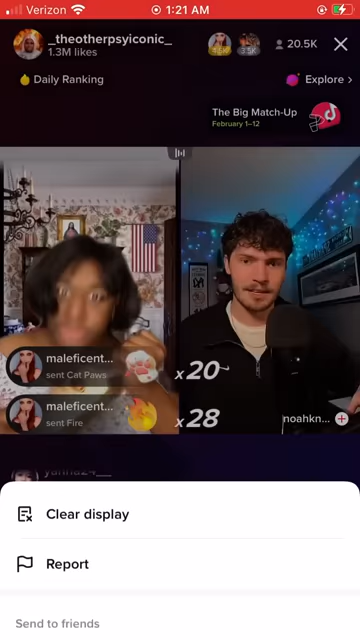 Verizon
1:21 AM
_theotherpsyiconic_
1.3M likes
20.5K
Daily Ranking
Explore >
The Big Match-Up
February 1–12
maleficent...
sent Cat Paws
x20
maleficent...
sent Fire
x28
noahkn...
Clear display
Report
Send to friends